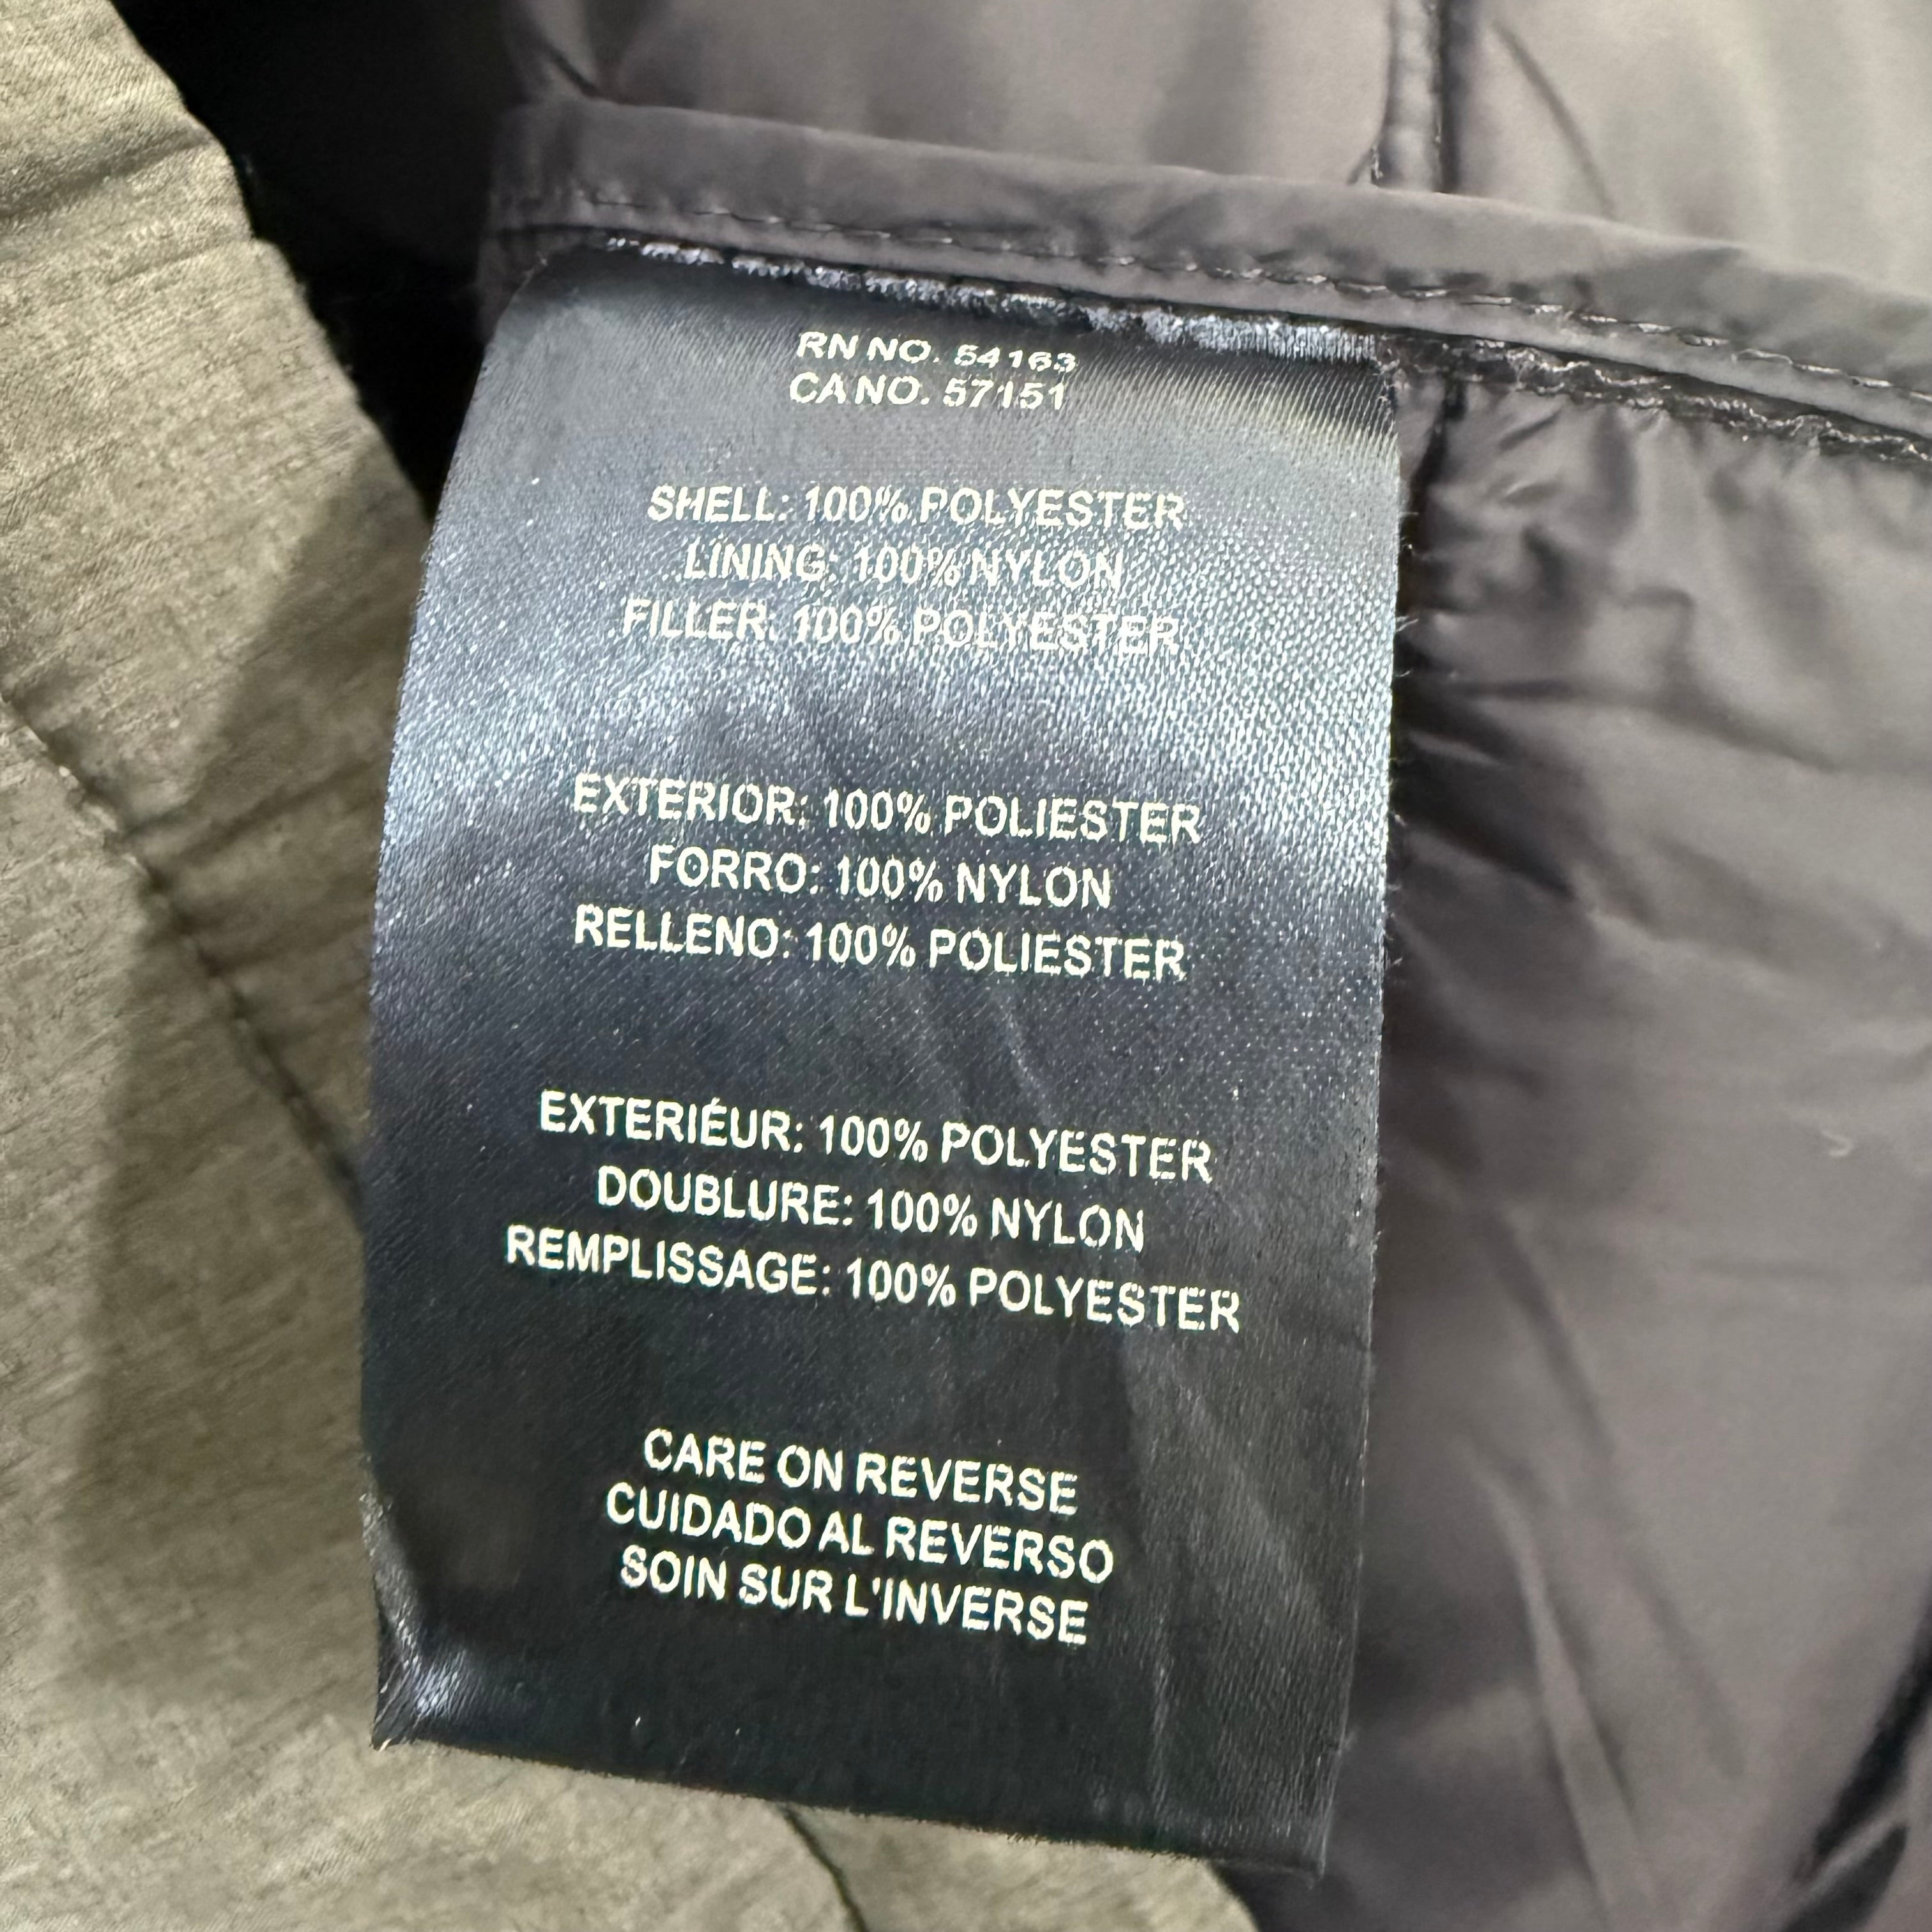 RN NO. 54163
CA NO. 57151
SHELL: 100% POLYESTER
LINING: 100% NYLON
FILLER: 100% POLYESTER
EXTERIOR: 100% POLIESTER
FORRO: 100% NYLON
RELLENO: 100% POLIESTER
EXTERIÉUR: 100% POLYESTER
DOUBLURE: 100% NYLON
REMPLISSAGE: 100% POLYESTER
CARE ON REVERSE
CUIDADO AL REVERSO
SOIN SUR L'INVERSE